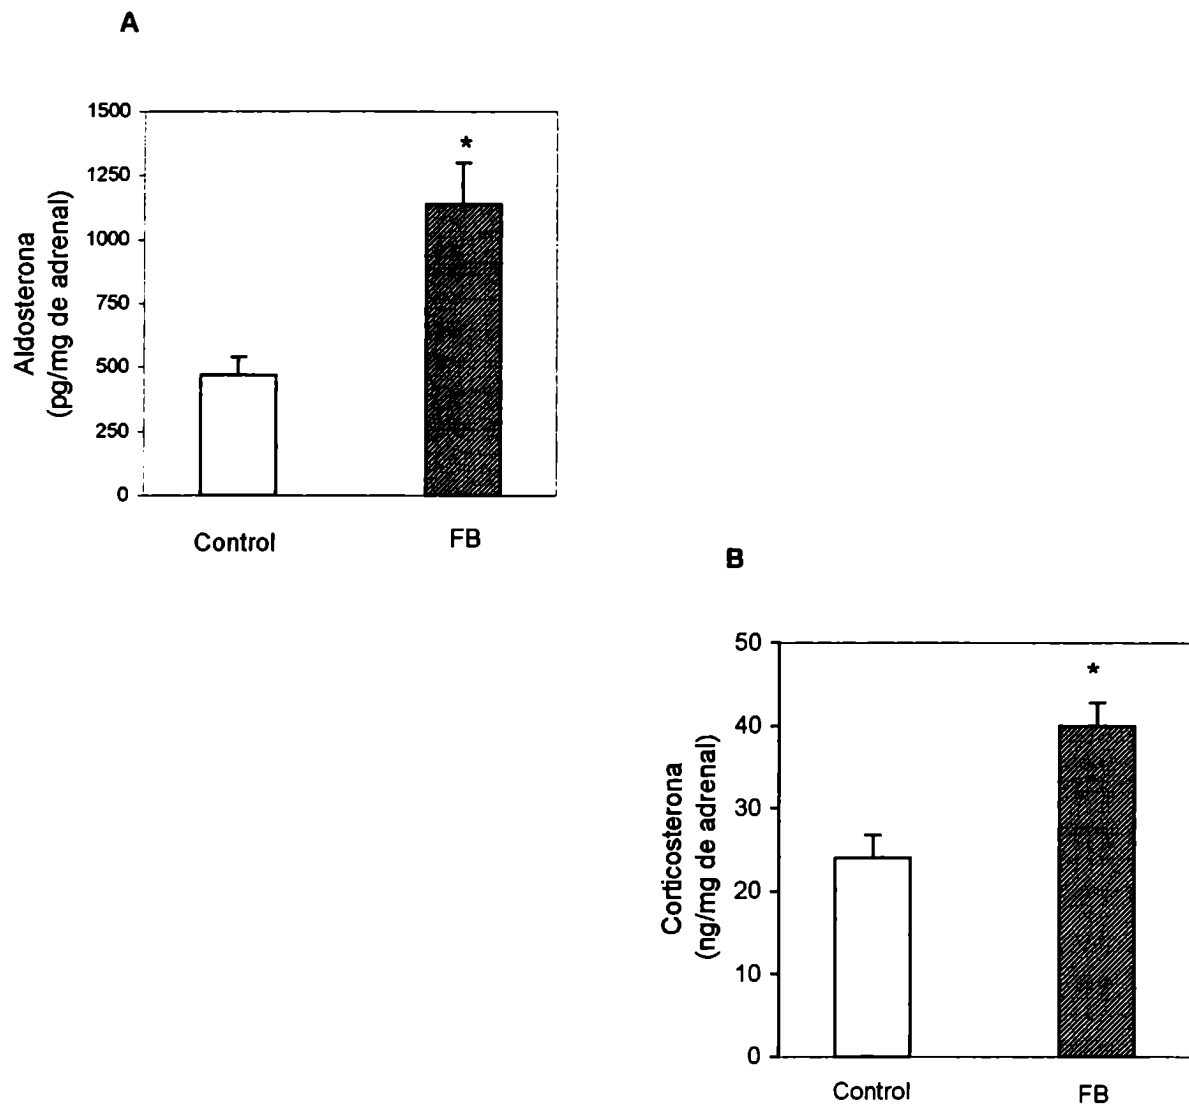 A
Aldosterona
(pg/mg de adrenal)
1500
1250
1000
750
500
250
0
*
Control
FB
B
Corticosterona
(ng/mg de adrenal)
50
40
30
20
10
0
*
Control
FB